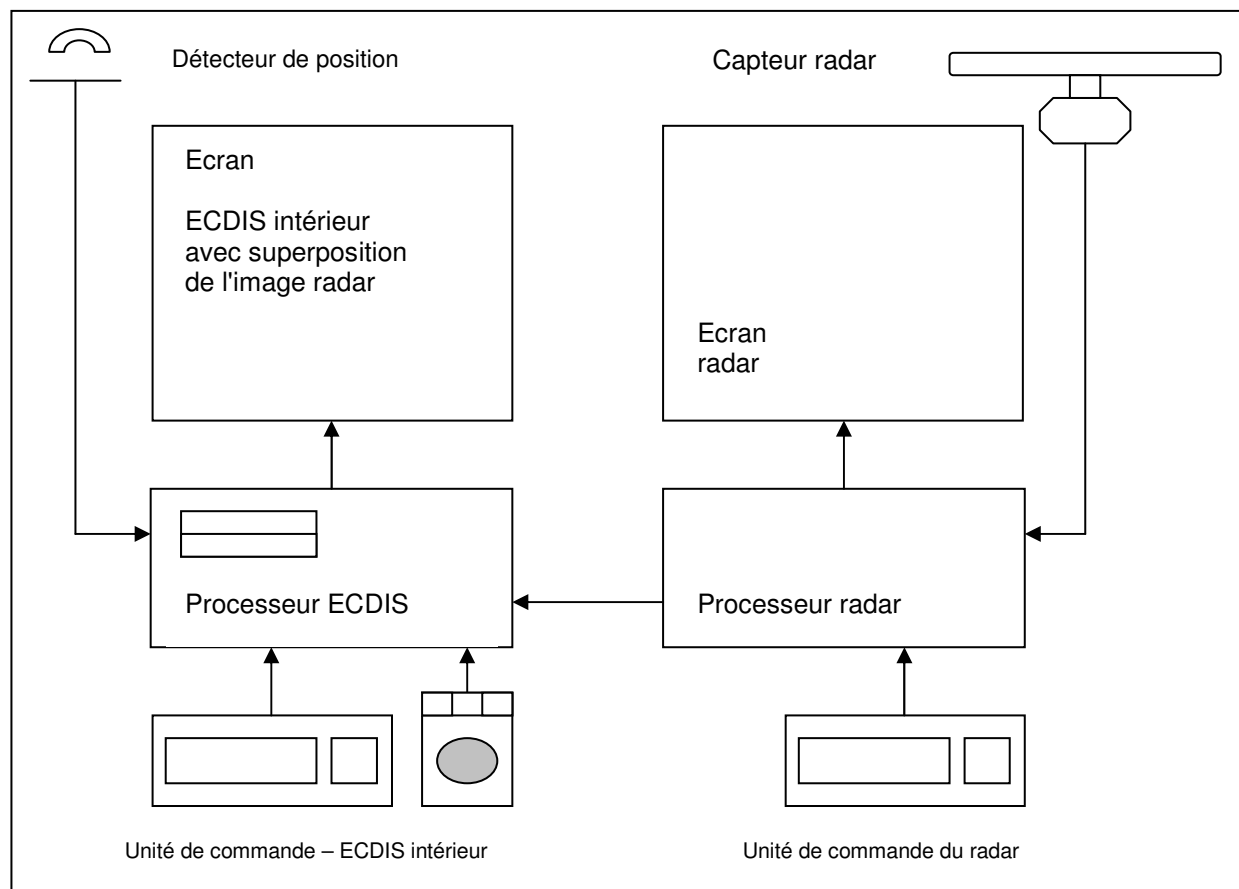 Détecteur de position
Capteur radar
Ecran
ECDIS intérieur
avec superposition
de l'image radar
Ecran
radar
Processeur ECDIS
Processeur radar
Unité de commande – ECDIS intérieur
Unité de commande du radar